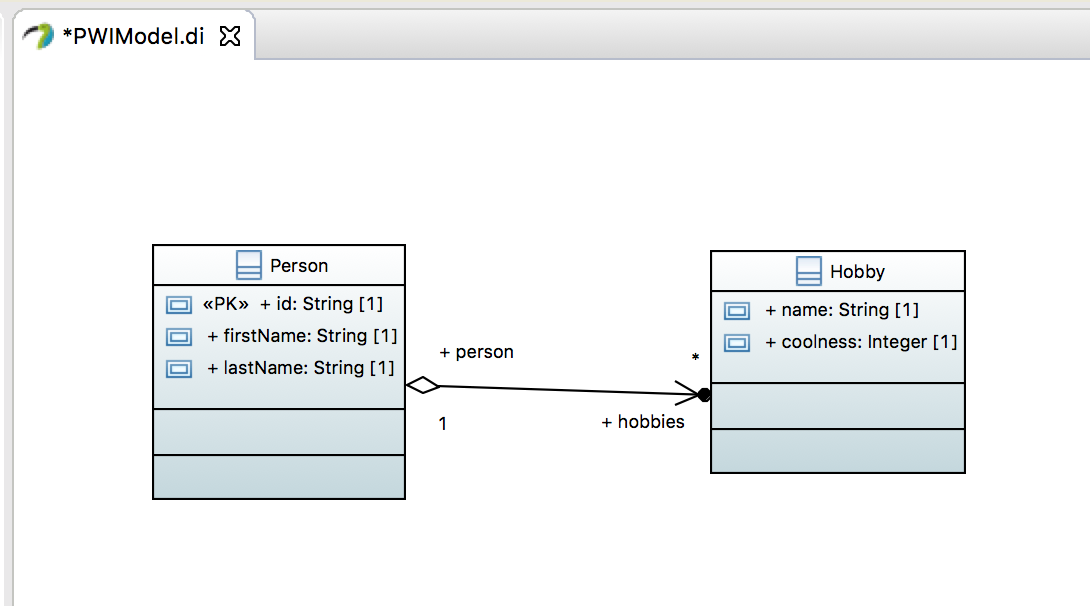 *PWIModel.di
Person
«PK» + id: String [1]
+ firstName: String [1]
+ lastName: String [1]
+ person
1
*
+ hobbies
Hobby
+ name: String [1]
+ coolness: Integer [1]